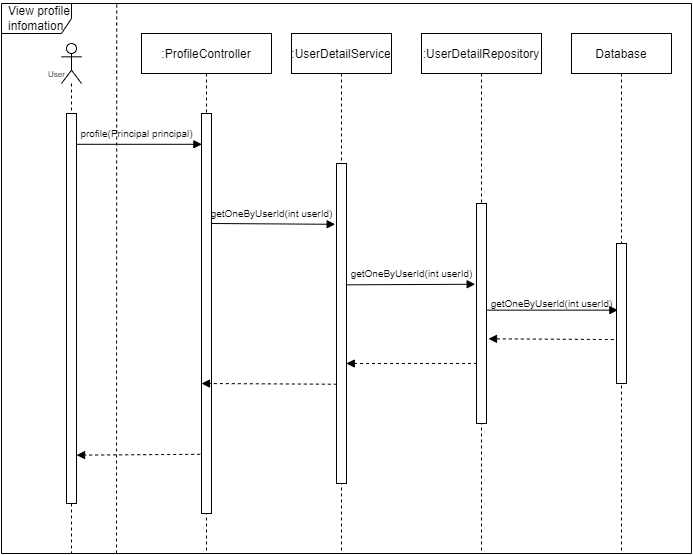 View profile
infomation
User
:ProfileController
:UserDetailService
:UserDetailRepository
Database
profile(Principal principal)
getOneByUserId(int userId)
getOneByUserId(int userId)
getOneByUserId(int userId)